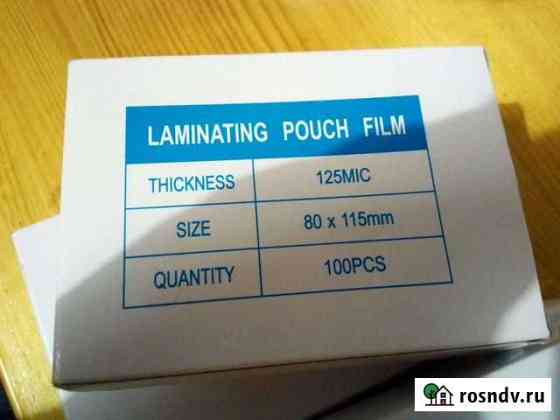 LAMINATING POUCH FILM
THICKNESS 125MIC
SIZE 80 x 115mm
QUANTITY 100PCS
rosndv.ru